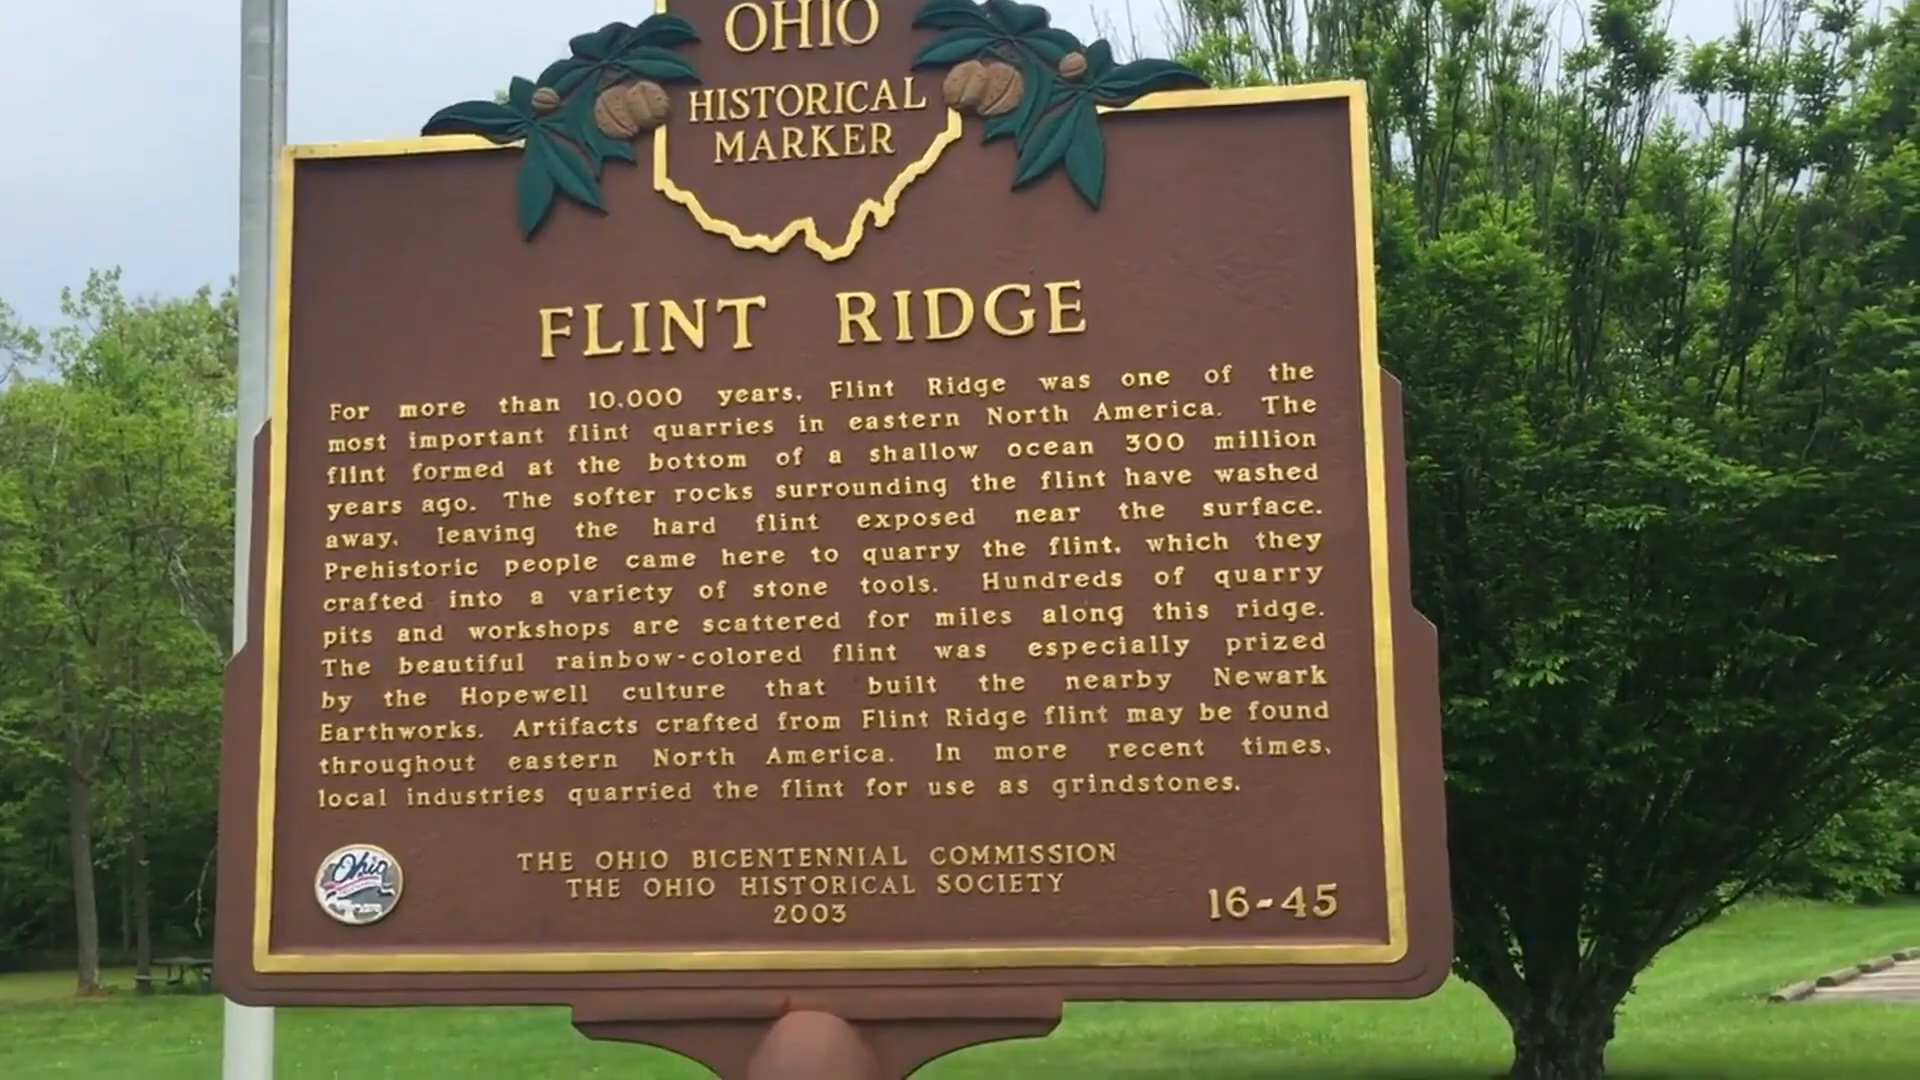 OHIO
HISTORICAL
MARKER
FLINT RIDGE
For more than 10,000 years, Flint Ridge was one of the
most important flint quarries in eastern North America. The
flint formed at the bottom of a shallow ocean 300 million
years ago. The softer rocks surrounding the flint have washed
away, leaving the hard flint exposed near the surface.
Prehistoric people came here to quarry the flint, which they
crafted into a variety of stone tools. Hundreds of quarry
pits and workshops are scattered for miles along this ridge.
The beautiful rainbow-colored flint was especially prized
by the Hopewell culture that built the nearby Newark
Earthworks. Artifacts crafted from Flint Ridge flint may be found
throughout eastern North America. In more recent times,
local industries quarried the flint for use as grindstones.
Ohio
THE OHIO BICENTENNIAL COMMISSION
THE OHIO HISTORICAL SOCIETY
2003
16-45